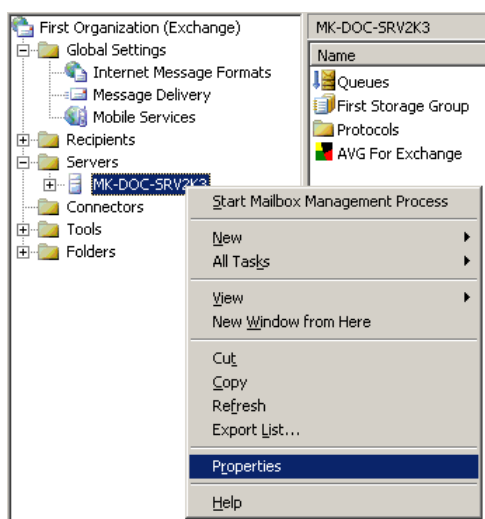 First Organization (Exchange)
Global Settings
Internet Message Formats
Message Delivery
Mobile Services
Recipients
Servers
MK-DOC-SRV2K3
Connectors
Tools
Folders
MK-DOC-SRV2K3
Name
Queues
First Storage Group
Protocols
AVG For Exchange
Start Mailbox Management Process
New
All Tasks
View
New Window from Here
Cut
Copy
Refresh
Export List...
Properties
Help